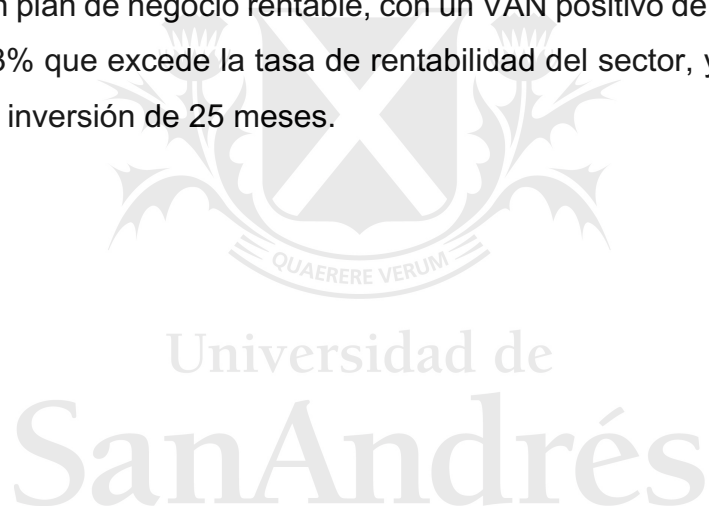 plan de negocio rentable, con un VAN positivo de
3% que excede la tasa de rentabilidad del sector, y
inversión de 25 meses.
QUAERERE VERUM
Universidad de
SanAndrés